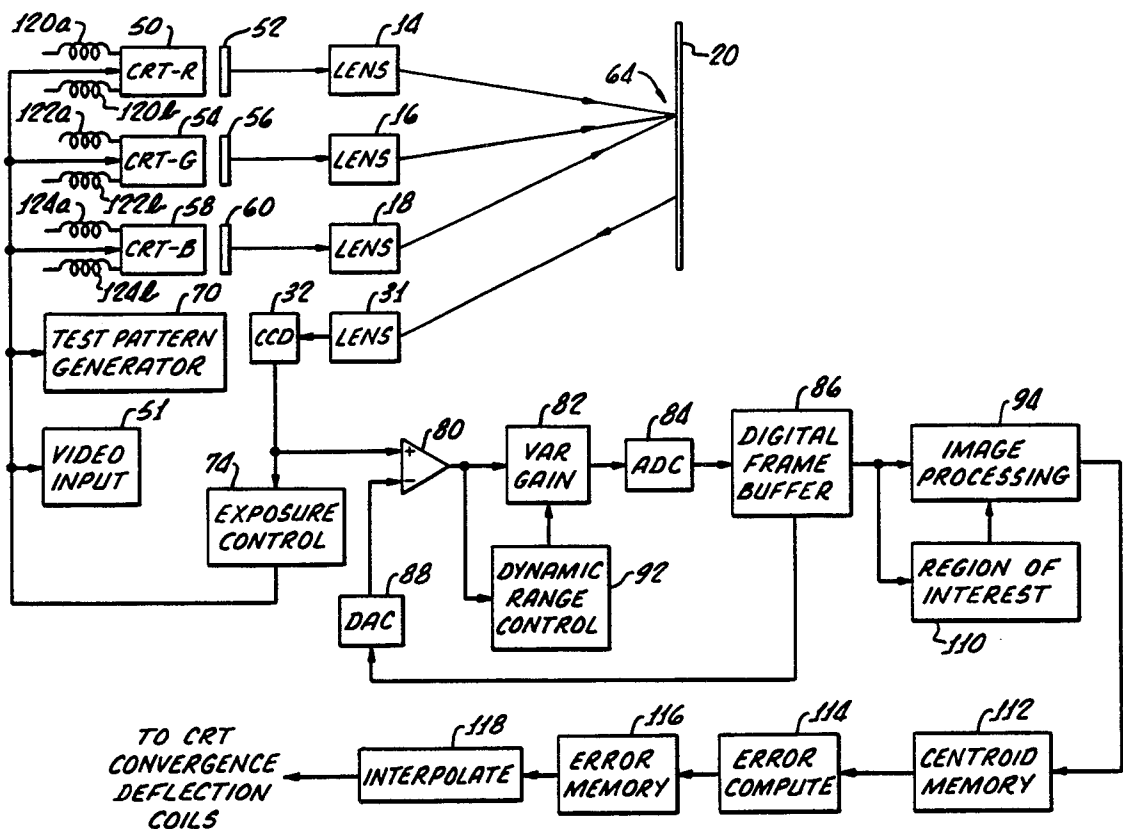 120a
50
52
14
CRT-R
LENS
64
20
120b
122a
54
56
16
CRT-G
LENS
122b
124a
58
60
18
CRT-B
LENS
124b
70
32
31
TEST PATTERN
GENERATOR
CCD
LENS
51
VIDEO
INPUT
74
EXPOSURE
CONTROL
80
+
−
82
VAR
GAIN
84
ADC
86
DIGITAL
FRAME
BUFFER
94
IMAGE
PROCESSING
88
DAC
DYNAMIC
RANGE
CONTROL
92
REGION OF
INTEREST
110
TO CRT
CONVERGENCE
DEFLECTION
COILS
118
INTERPOLATE
116
ERROR
MEMORY
114
ERROR
COMPUTE
112
CENTROID
MEMORY